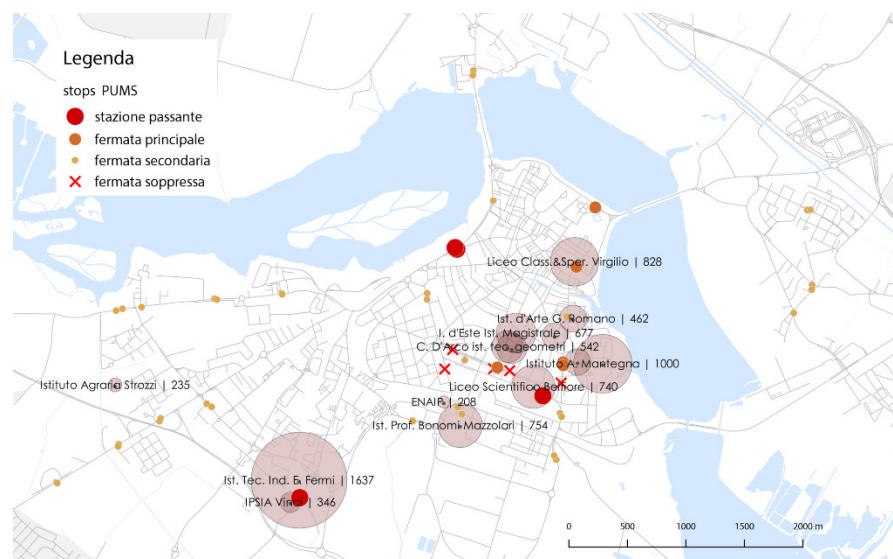 Legenda
stops PUMS
stazione passante
fermata principale
fermata secondaria
fermata soppressa
Liceo Class.&Sper. Virgilio | 828
Ist. d'Arte G. Romano | 462
I. d'Este Ist. Magistrale | 677
C. D'Arco ist. tec. geometri | 542
Istituto A. Mantegna | 1000
Istituto Agraria Strozzi | 235
Liceo Scientifico Belfiore | 740
ENAIP | 208
Ist. Prof. Bonomi Mazzolari | 754
Ist. Tec. Ind. E. Fermi | 1637
IPSIA Vinci | 346
0 500 1000 1500 2000 m